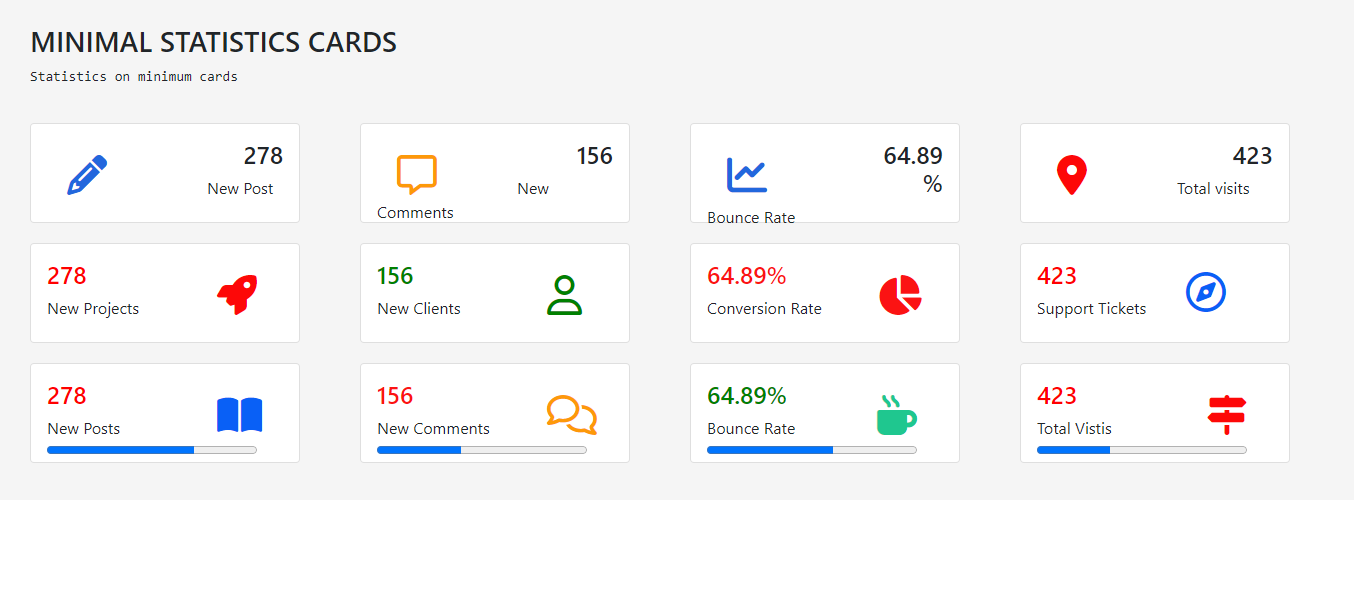 MINIMAL STATISTICS CARDS
Statistics on minimum cards
278
New Post
156
New
Comments
64.89
%
Bounce Rate
423
Total visits
278
New Projects
156
New Clients
64.89%
Conversion Rate
423
Support Tickets
278
New Posts
156
New Comments
64.89%
Bounce Rate
423
Total Vistis